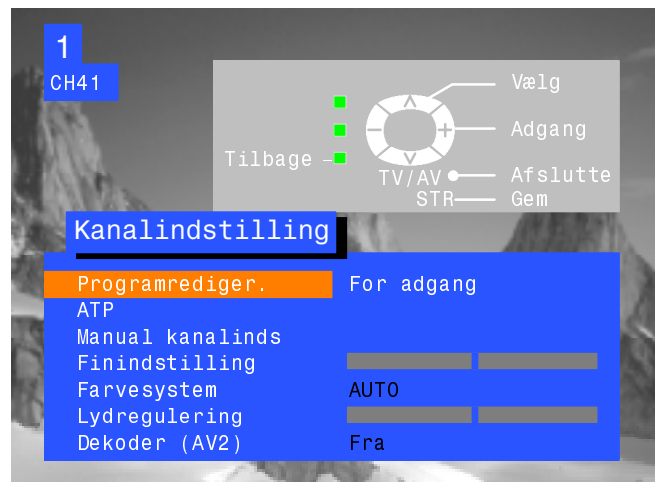 1
CH41
Vælg
Adgang
Tilbage
TV/AV
Afslutte
STR
Gem
Kanalindstilling
Programrediger. For adgang
ATP
Manual kanalinds
Finindstilling
Farvesystem AUTO
Lydregulering
Dekoder (AV2) Fra